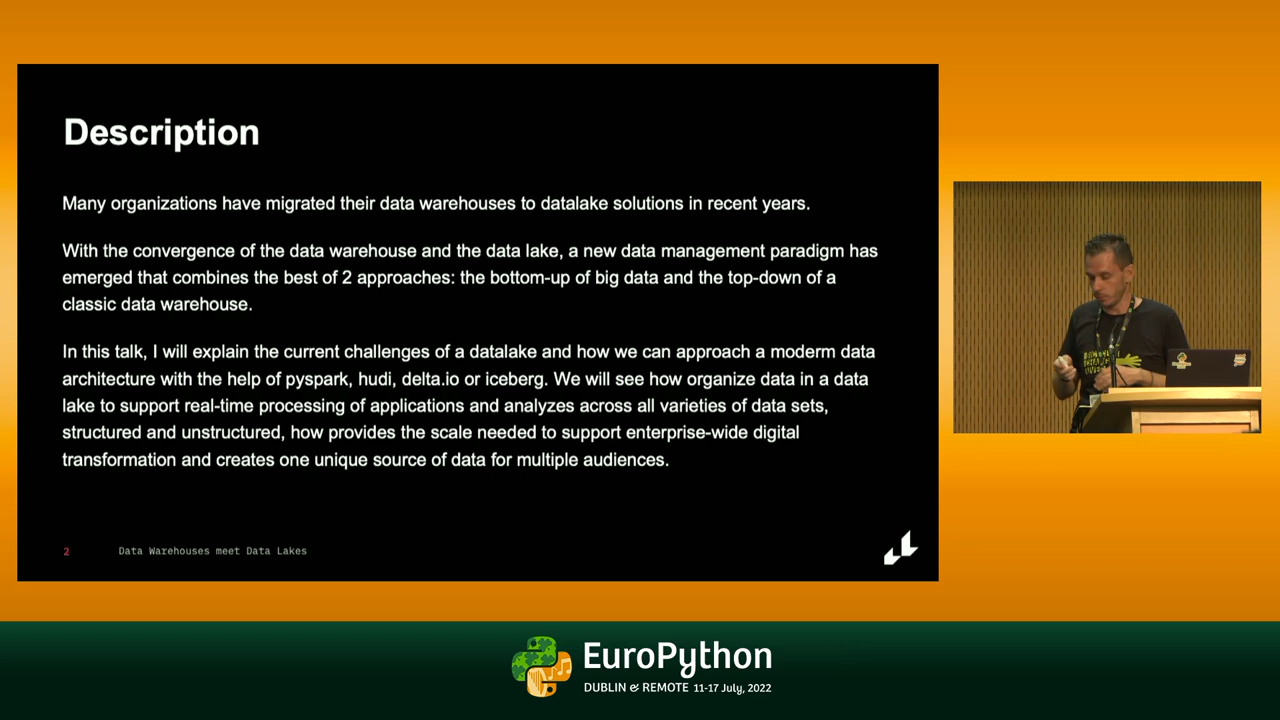 Description
Many organizations have migrated their data warehouses to datalake solutions in recent years.
With the convergence of the data warehouse and the data lake, a new data management paradigm has
emerged that combines the best of 2 approaches: the bottom-up of big data and the top-down of a
classic data warehouse.
In this talk, I will explain the current challenges of a datalake and how we can approach a moderm data
architecture with the help of pyspark, hudi, delta.io or iceberg. We will see how organize data in a data
lake to support real-time processing of applications and analyzes across all varieties of data sets,
structured and unstructured, how provides the scale needed to support enterprise-wide digital
transformation and creates one unique source of data for multiple audiences.
2 Data Warehouses meet Data Lakes
EuroPython
DUBLIN & REMOTE 11-17 July, 2022